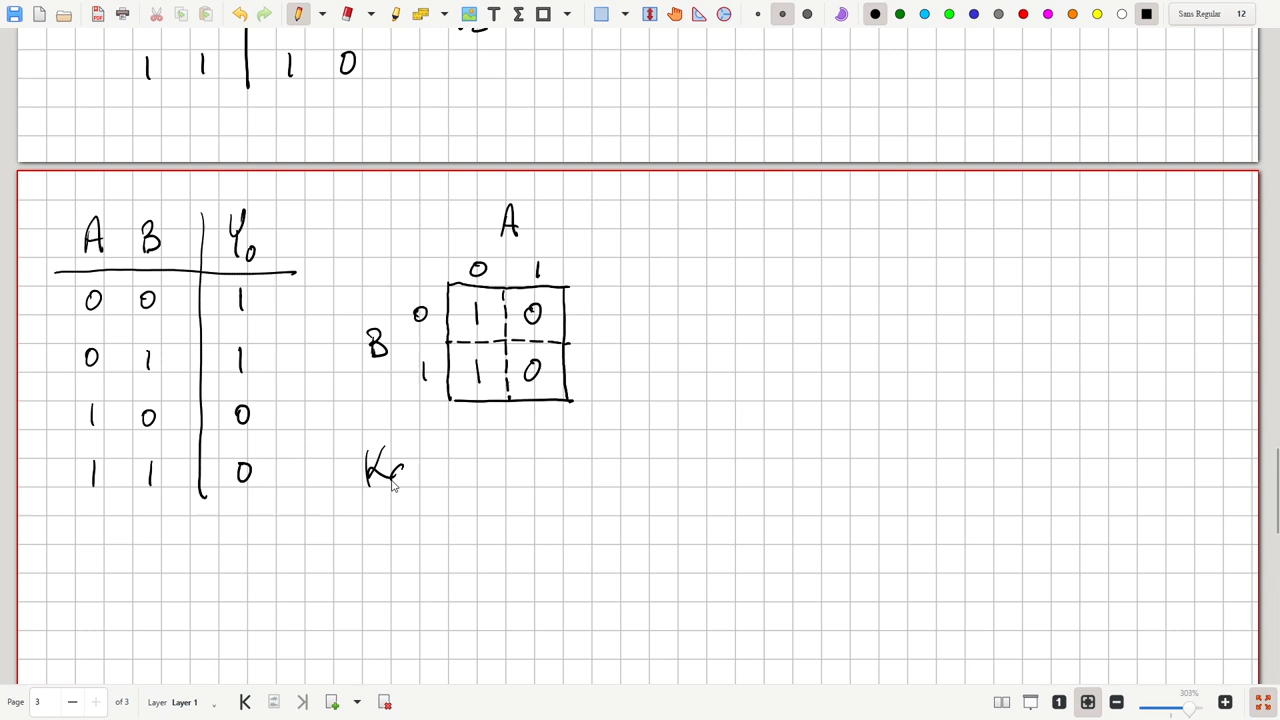 Sans Regular 12
1 1 1 0
A B Y0
0 0 1
0 1 1
1 0 0
1 1 0
A
0 1
0 1 0
B
1 1 0
Ka
Page 3 of 3 Layer Layer 1 303%